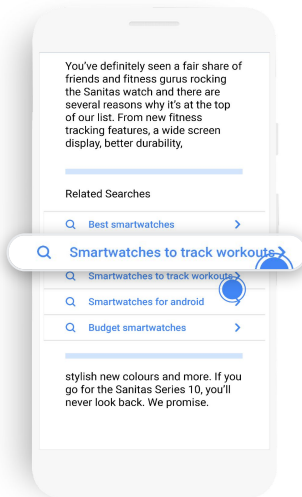 You've definitely seen a fair share of
friends and fitness gurus rocking
the Sanitas watch and there are
several reasons why it's at the top
of our list. From new fitness
tracking features, a wide screen
display, better durability,
Related Searches
Best smartwatches
Smartwatches to track workouts
Smartwatches to track workouts
Smartwatches for android
Budget smartwatches
stylish new colours and more. If you
go for the Sanitas Series 10, you'll
never look back. We promise.